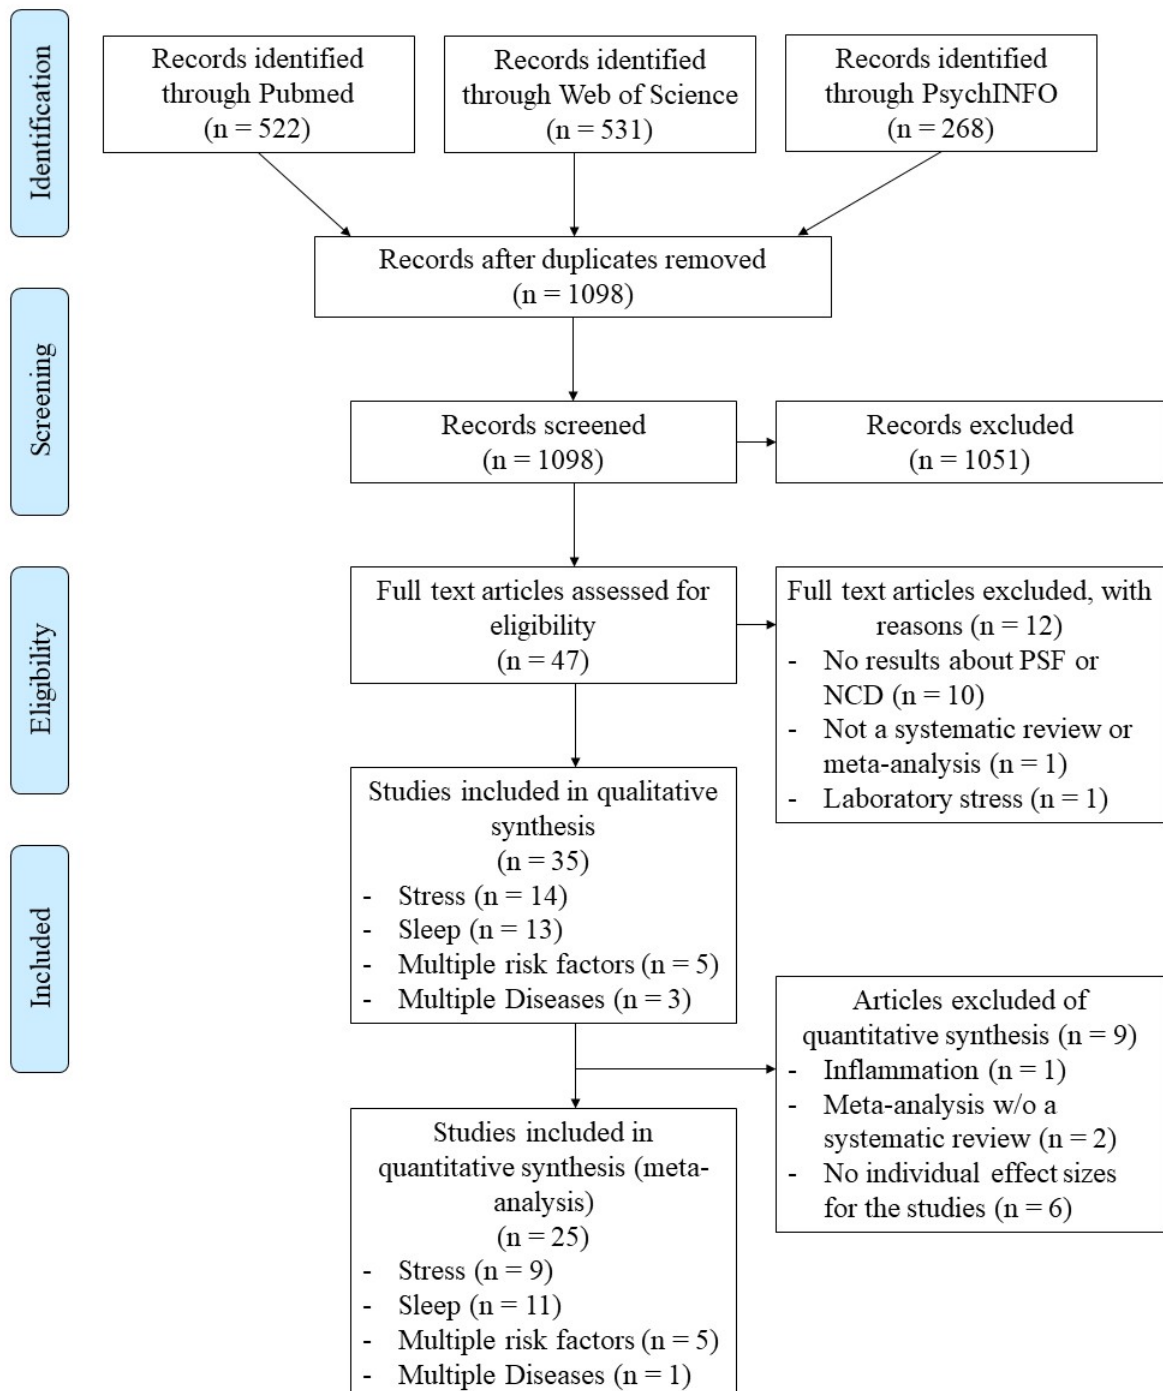 Identification
Records identified
through Pubmed
(n = 522)
Records identified
through Web of Science
(n = 531)
Records identified
through PsychINFO
(n = 268)
Records after duplicates removed
(n = 1098)
Screening
Records screened
(n = 1098)
Records excluded
(n = 1051)
Eligibility
Full text articles assessed for
eligibility
(n = 47)
Full text articles excluded, with
reasons (n = 12)
- No results about PSF or
NCD (n = 10)
- Not a systematic review or
meta-analysis (n = 1)
- Laboratory stress (n = 1)
Included
Studies included in qualitative
synthesis
(n = 35)
- Stress (n = 14)
- Sleep (n = 13)
- Multiple risk factors (n = 5)
- Multiple Diseases (n = 3)
Articles excluded of
quantitative synthesis (n = 9)
- Inflammation (n = 1)
- Meta-analysis w/o a
systematic review (n = 2)
- No individual effect sizes
for the studies (n = 6)
Studies included in
quantitative synthesis (meta-
analysis)
(n = 25)
- Stress (n = 9)
- Sleep (n = 11)
- Multiple risk factors (n = 5)
- Multiple Diseases (n = 1)